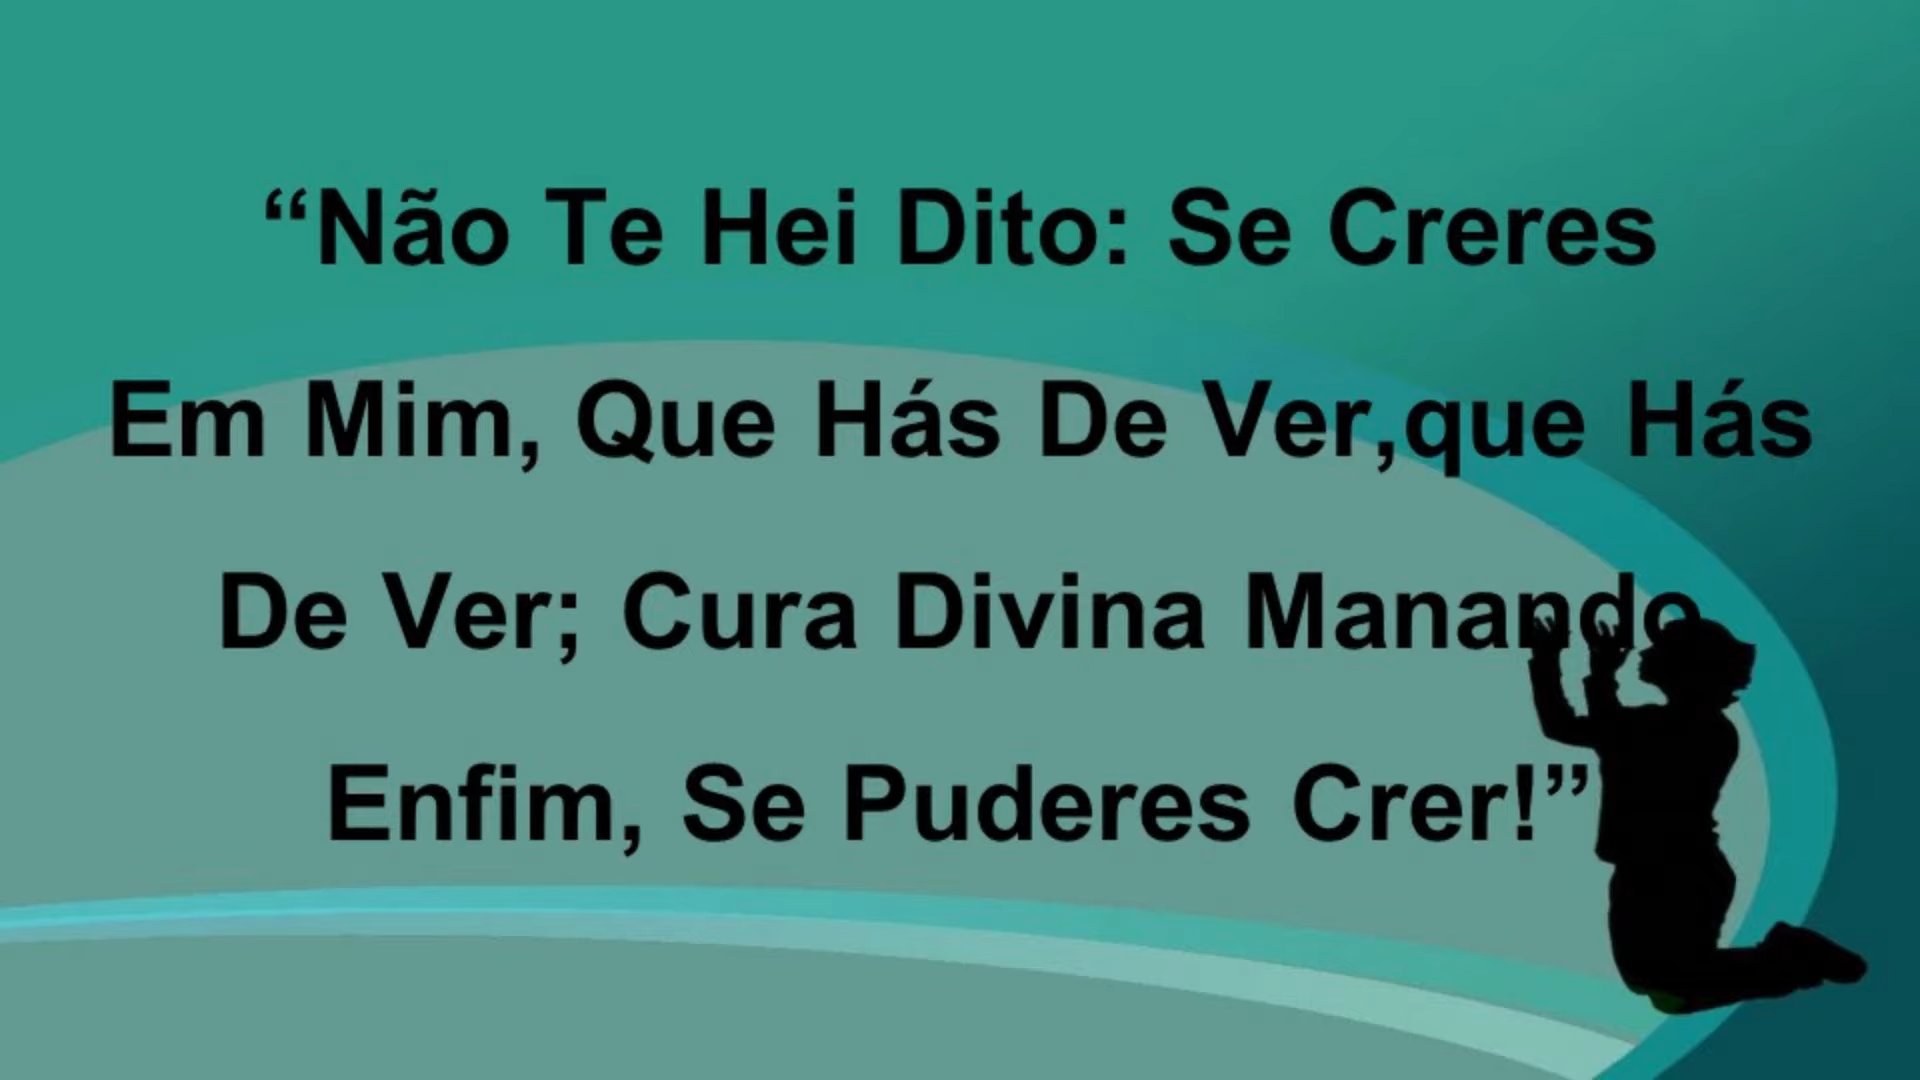 “Não Te Hei Dito: Se Creres
Em Mim, Que Hás De Ver,que Hás
De Ver; Cura Divina Manando
Enfim, Se Puderes Crer!”